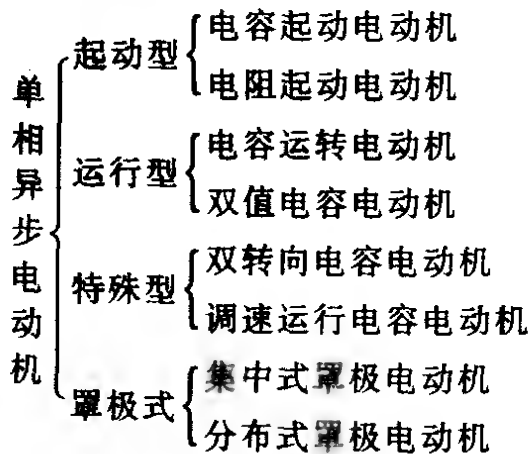 单相异步电动机
起动型
电容起动电动机
电阻起动电动机
运行型
电容运转电动机
双值电容电动机
特殊型
双转向电容电动机
调速运行电容电动机
罩极式
集中式罩极电动机
分布式罩极电动机